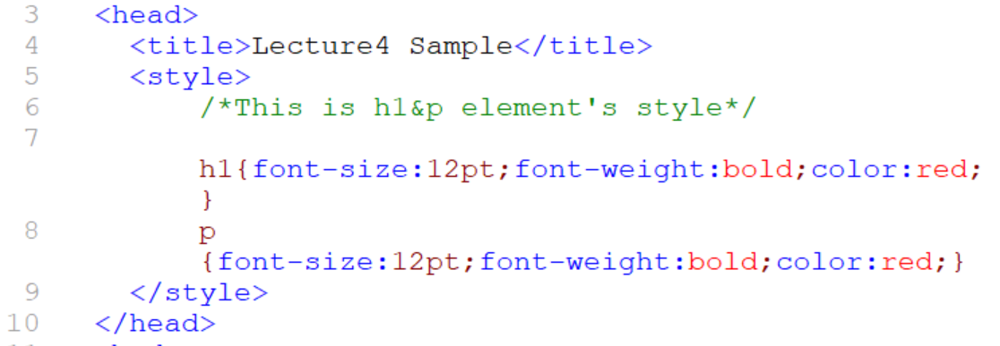 3 <head>
4 <title>Lecture4 Sample</title>
5 <style>
6 /*This is h1&p element's style*/
7
h1{font-size:12pt;font-weight:bold;color:red;
}
8 p
{font-size:12pt;font-weight:bold;color:red;}
9 </style>
10 </head>